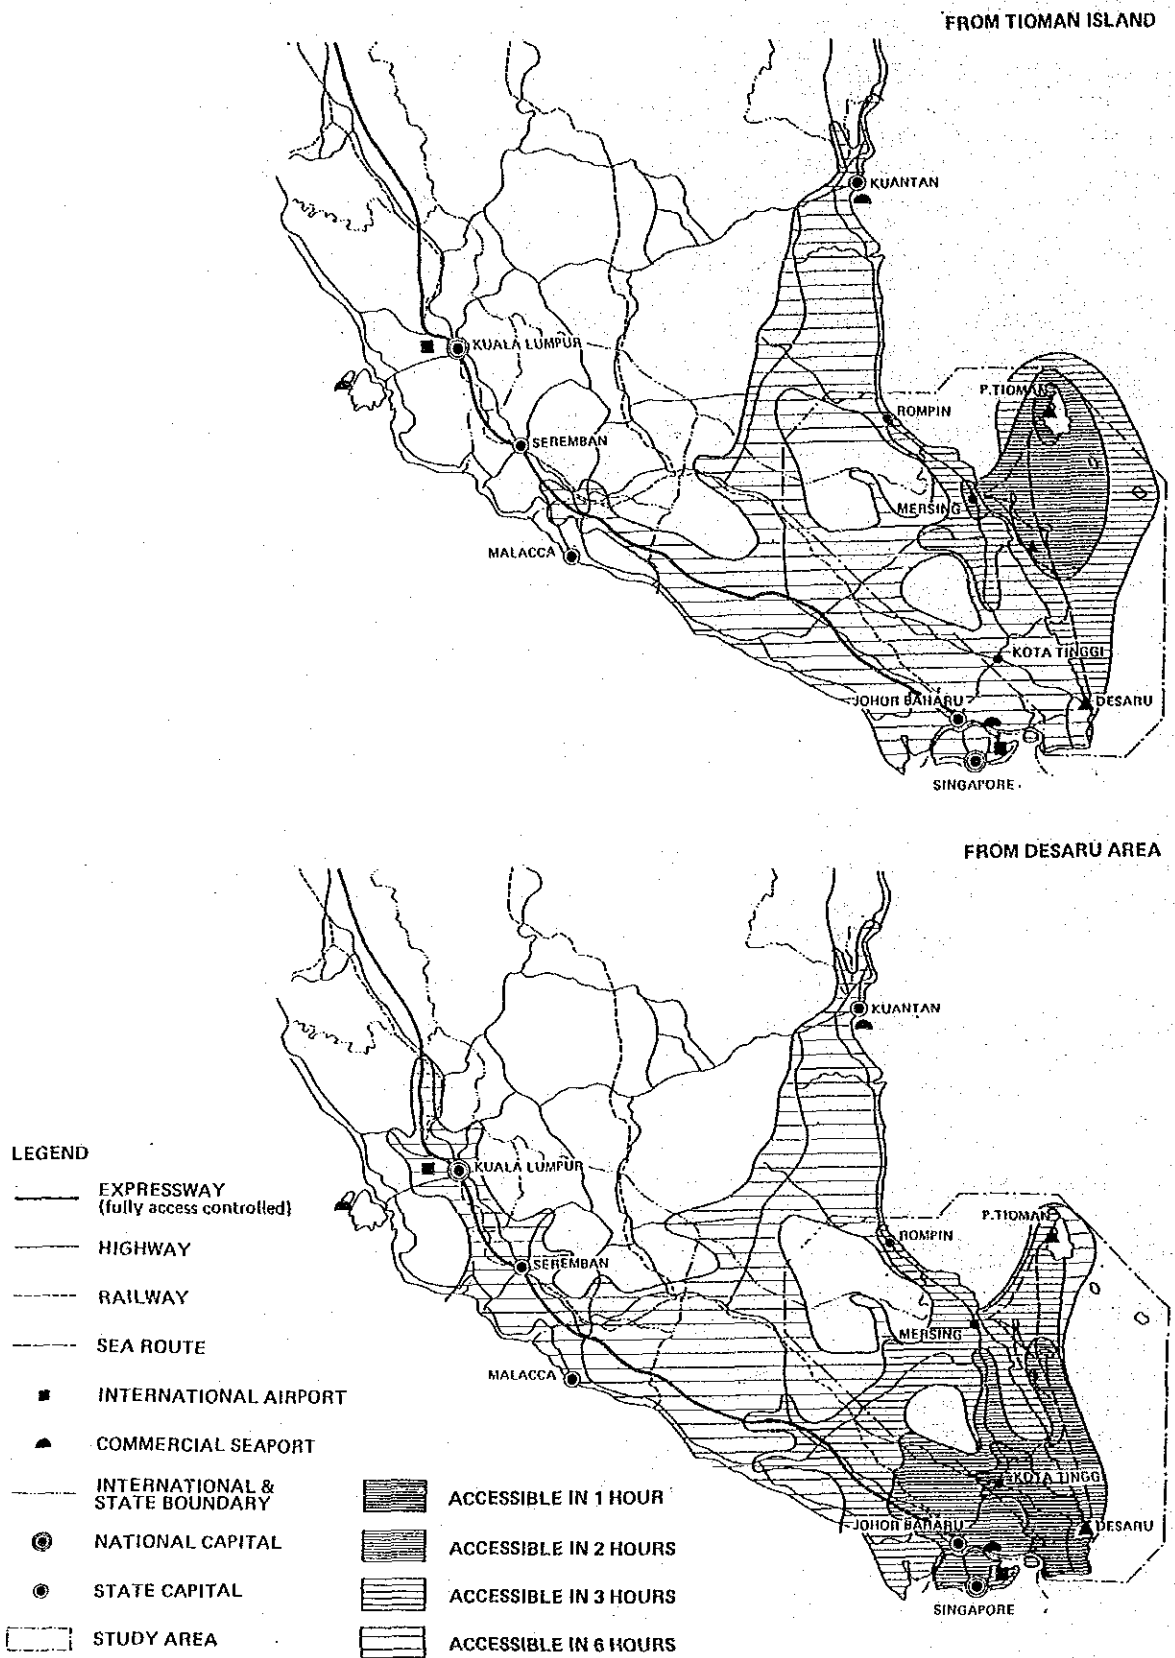 FROM TIOMAN ISLAND
KUANTAN
KUALA LUMPUR
P.TIOMAN
ROMPIN
SEREMBAN
MERSING
MALACCA
KOTA TINGGI
JOHOR BAHARU
DESARU
SINGAPORE
FROM DESARU AREA
KUANTAN
KUALA LUMPUR
P.TIOMAN
ROMPIN
SEREMBAN
MERSING
MALACCA
KOTA TINGGI
JOHOR BAHARU
DESARU
SINGAPORE
LEGEND
EXPRESSWAY
(fully access controlled)
HIGHWAY
RAILWAY
SEA ROUTE
INTERNATIONAL AIRPORT
COMMERCIAL SEAPORT
INTERNATIONAL &
STATE BOUNDARY
NATIONAL CAPITAL
STATE CAPITAL
STUDY AREA
ACCESSIBLE IN 1 HOUR
ACCESSIBLE IN 2 HOURS
ACCESSIBLE IN 3 HOURS
ACCESSIBLE IN 6 HOURS